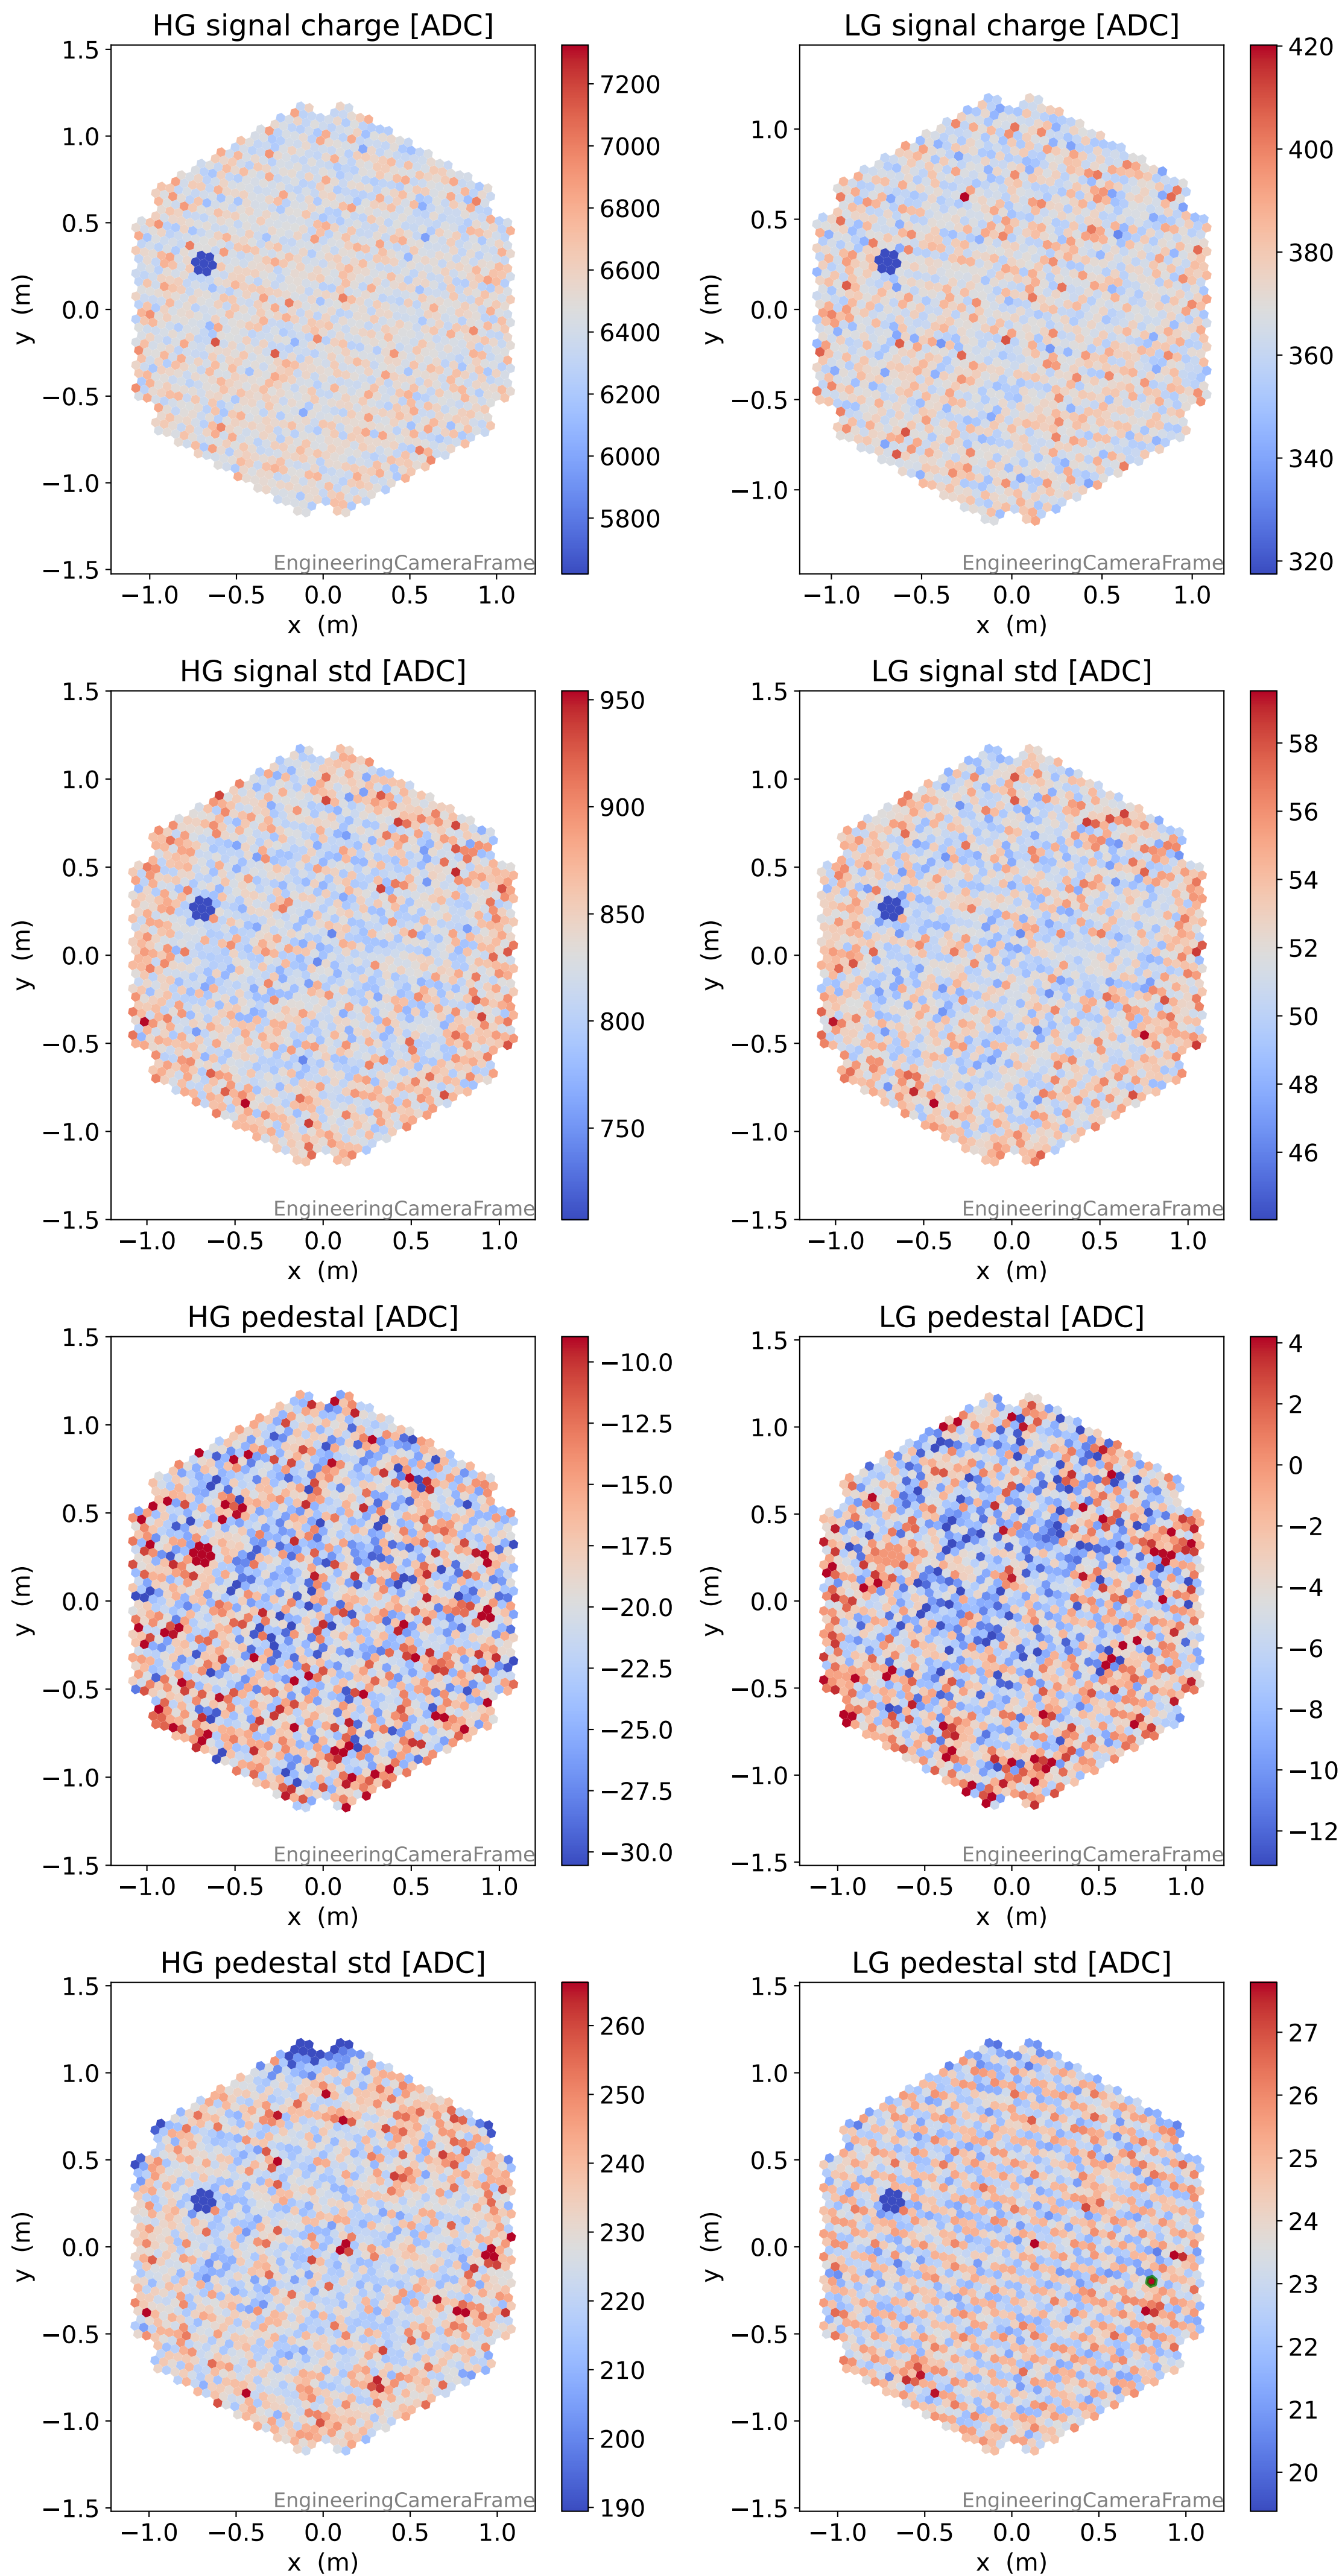 HG signal charge [ADC]
1.5
1.0
0.5
0.0
−0.5
−1.0
−1.5
y (m)
EngineeringCameraFrame
−1.0 −0.5 0.0 0.5 1.0
x (m)
7200
7000
6800
6600
6400
6200
6000
5800
LG signal charge [ADC]
1.0
0.5
0.0
−0.5
−1.0
y (m)
EngineeringCameraFrame
−1.0 −0.5 0.0 0.5 1.0
x (m)
420
400
380
360
340
320
HG signal std [ADC]
1.5
1.0
0.5
0.0
−0.5
−1.0
−1.5
y (m)
EngineeringCameraFrame
−1.0 −0.5 0.0 0.5 1.0
x (m)
950
900
850
800
750
LG signal std [ADC]
1.5
1.0
0.5
0.0
−0.5
−1.0
−1.5
y (m)
EngineeringCameraFrame
−1.0 −0.5 0.0 0.5 1.0
x (m)
58
56
54
52
50
48
46
HG pedestal [ADC]
1.5
1.0
0.5
0.0
−0.5
−1.0
−1.5
y (m)
EngineeringCameraFrame
−1.0 −0.5 0.0 0.5 1.0
x (m)
−10.0
−12.5
−15.0
−17.5
−20.0
−22.5
−25.0
−27.5
−30.0
LG pedestal [ADC]
1.5
1.0
0.5
0.0
−0.5
−1.0
−1.5
y (m)
EngineeringCameraFrame
−1.0 −0.5 0.0 0.5 1.0
x (m)
4
2
0
−2
−4
−6
−8
−10
−12
HG pedestal std [ADC]
1.5
1.0
0.5
0.0
−0.5
−1.0
−1.5
y (m)
EngineeringCameraFrame
−1.0 −0.5 0.0 0.5 1.0
x (m)
260
250
240
230
220
210
200
190
LG pedestal std [ADC]
1.5
1.0
0.5
0.0
−0.5
−1.0
−1.5
y (m)
EngineeringCameraFrame
−1.0 −0.5 0.0 0.5 1.0
x (m)
27
26
25
24
23
22
21
20